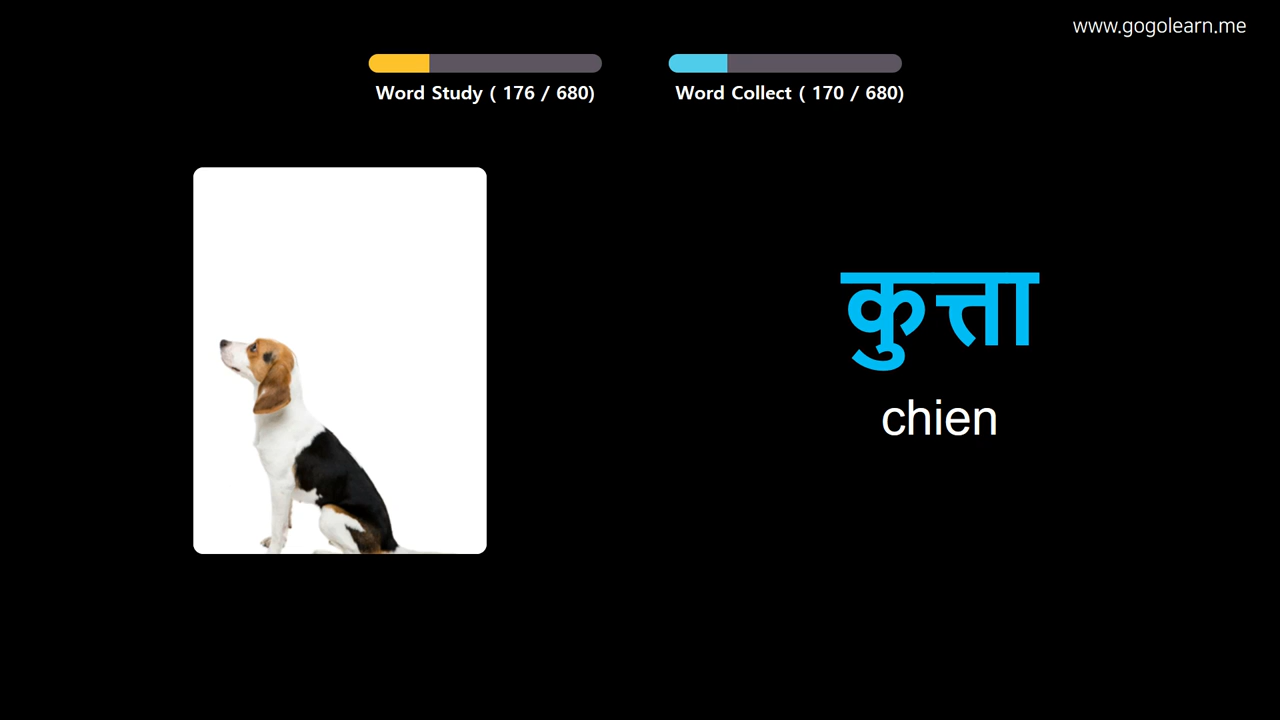 www.gogolearn.me
Word Study ( 176 / 680)
Word Collect ( 170 / 680)
कुत्ता
chien